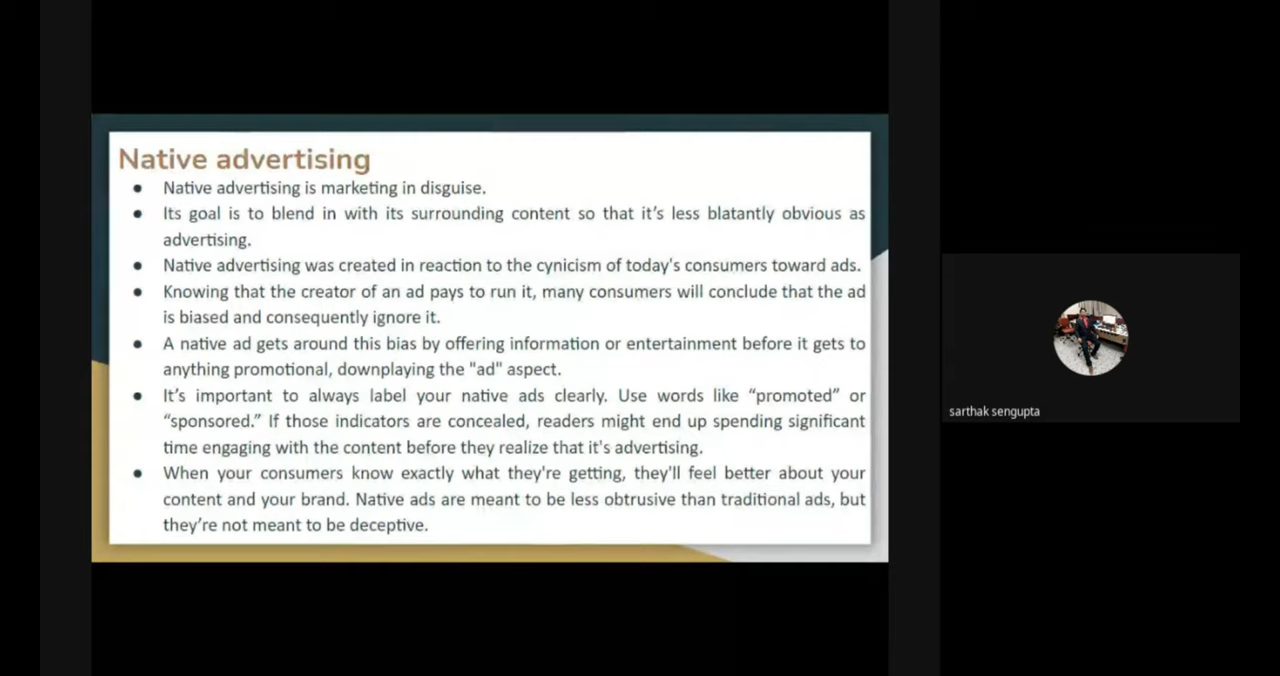 Native advertising
● Native advertising is marketing in disguise.
● Its goal is to blend in with its surrounding content so that it's less blatantly obvious as
advertising.
● Native advertising was created in reaction to the cynicism of today's consumers toward ads.
● Knowing that the creator of an ad pays to run it, many consumers will conclude that the ad
is biased and consequently ignore it.
● A native ad gets around this bias by offering information or entertainment before it gets to
anything promotional, downplaying the "ad" aspect.
● It's important to always label your native ads clearly. Use words like “promoted” or
“sponsored.” If those indicators are concealed, readers might end up spending significant
time engaging with the content before they realize that it's advertising.
● When your consumers know exactly what they're getting, they'll feel better about your
content and your brand. Native ads are meant to be less obtrusive than traditional ads, but
they're not meant to be deceptive.
sarthak sengupta